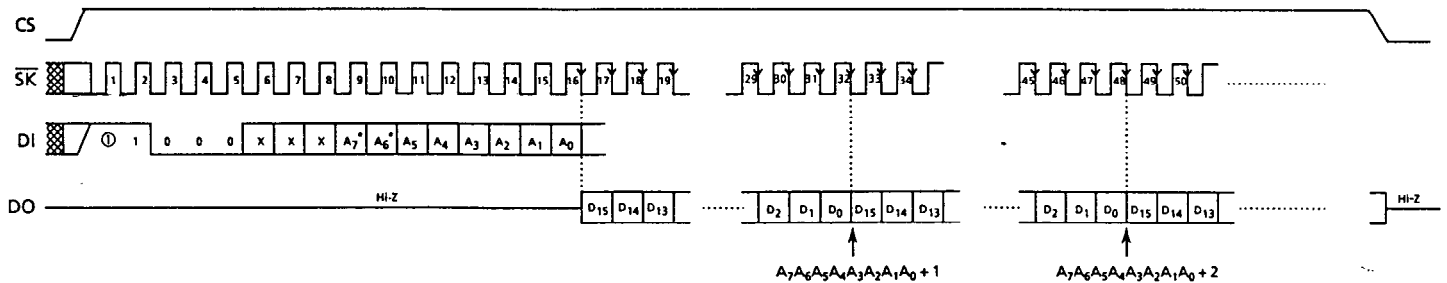 CS
SK 1 2 3 4 5 6 7 8 9 10 11 12 13 14 15 16 17 18 19 29 30 31 32 33 34 45 46 47 48 49 50
DI ① 1 0 0 0 X X X A7* A6* A5 A4 A3 A2 A1 A0
DO Hi-Z D15 D14 D13 D2 D1 D0 D15 D14 D13 D2 D1 D0 D15 D14 D13 Hi-Z
A7A6A5A4A3A2A1A0 + 1 A7A6A5A4A3A2A1A0 + 2